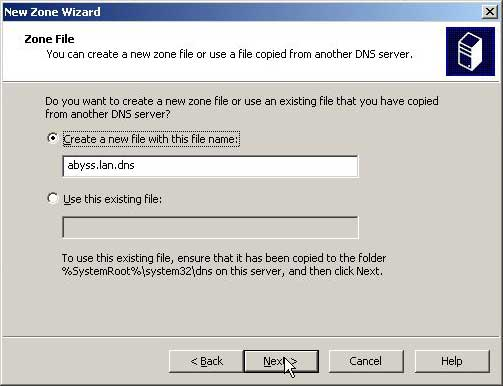 New Zone Wizard
Zone File
You can create a new zone file or use a file copied from another DNS server.
Do you want to create a new zone file or use an existing file that you have copied
from another DNS server?
Create a new file with this file name:
abyss.lan.dns
Use this existing file:
To use this existing file, ensure that it has been copied to the folder
%SystemRoot%\system32\dns on this server, and then click Next.
< Back
Next >
Cancel
Help